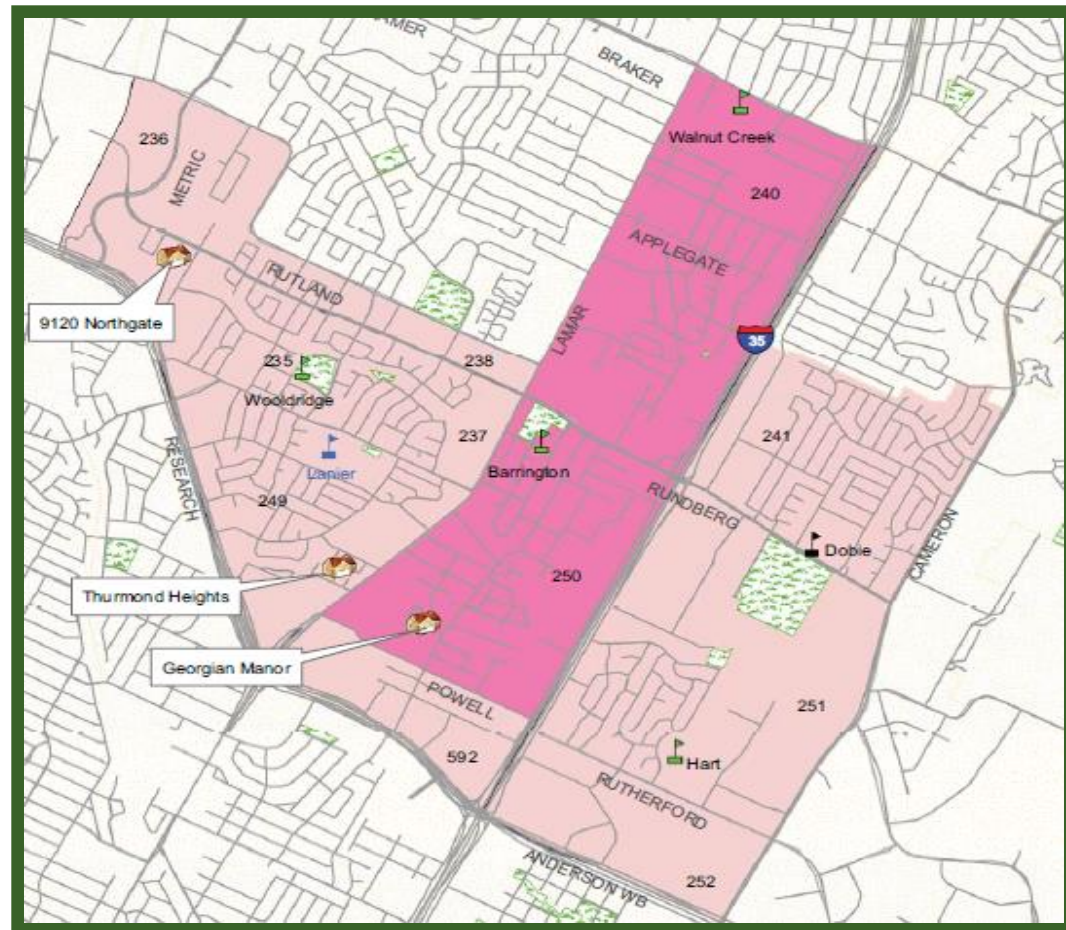 AMER
BRAKER
Walnut Creek
236
METRIC
240
APPLEGATE
RUTLAND
9120 Northgate
LAMAR
35
235
238
Wooldridge
237
241
Barrington
Lanier
RESEARCH
RUNDBERG
249
CAMERON
Dobie
250
Thurmond Heights
Georgian Manor
POWELL
251
592
Hart
RUTHERFORD
ANDERSON WB
252